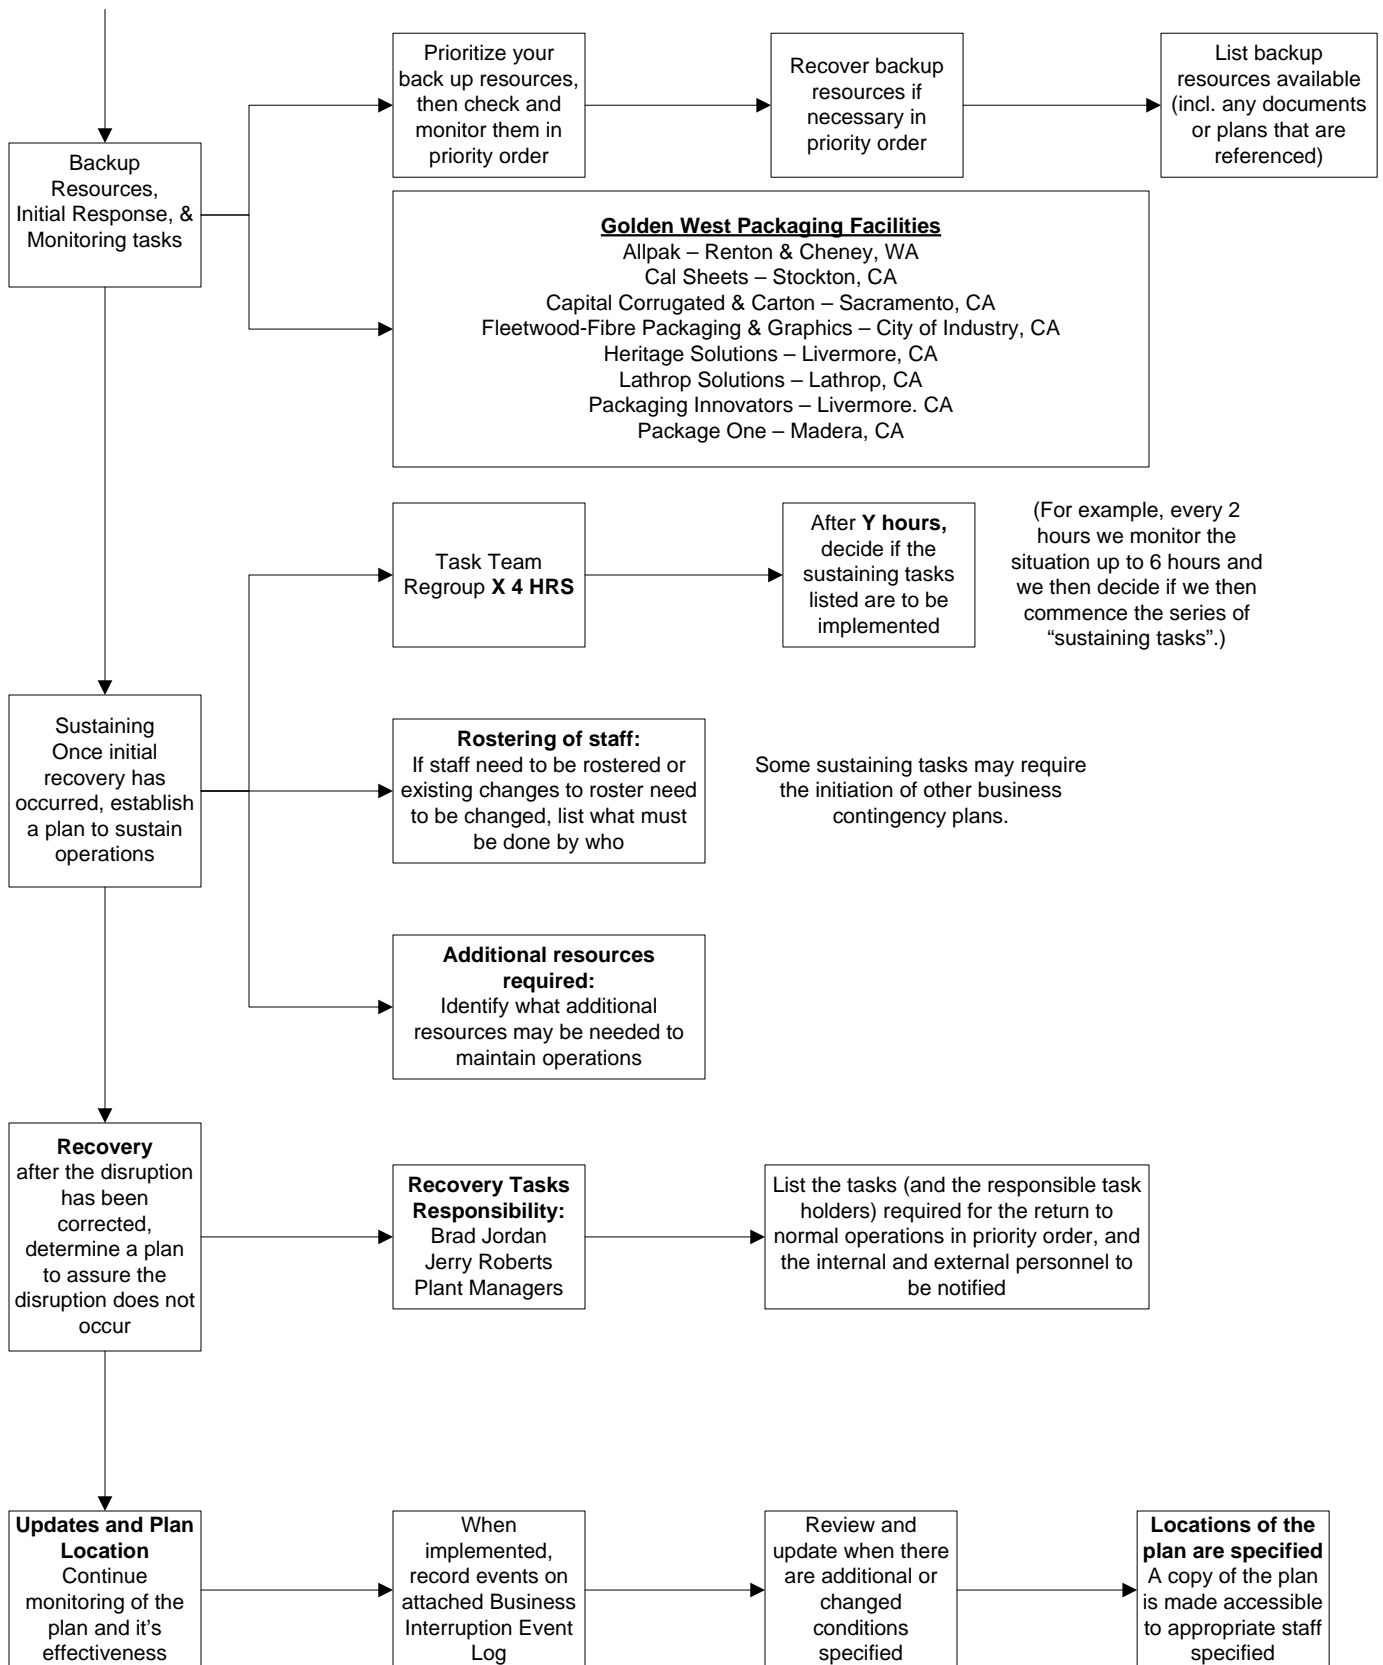 Prioritize your
back up resources,
then check and
monitor them in
priority order
Recover backup
resources if
necessary in
priority order
List backup
resources available
(incl. any documents
or plans that are
referenced)
Backup
Resources,
Initial Response, &
Monitoring tasks
Golden West Packaging Facilities
Allpak – Renton & Cheney, WA
Cal Sheets – Stockton, CA
Capital Corrugated & Carton – Sacramento, CA
Fleetwood-Fibre Packaging & Graphics – City of Industry, CA
Heritage Solutions – Livermore, CA
Lathrop Solutions – Lathrop, CA
Packaging Innovators – Livermore. CA
Package One – Madera, CA
Task Team
Regroup X 4 HRS
After Y hours,
decide if the
sustaining tasks
listed are to be
implemented
(For example, every 2
hours we monitor the
situation up to 6 hours and
we then decide if we then
commence the series of
“sustaining tasks”.)
Sustaining
Once initial
recovery has
occurred, establish
a plan to sustain
operations
Rostering of staff:
If staff need to be rostered or
existing changes to roster need
to be changed, list what must
be done by who
Some sustaining tasks may require
the initiation of other business
contingency plans.
Additional resources
required:
Identify what additional
resources may be needed to
maintain operations
Recovery
after the disruption
has been
corrected,
determine a plan
to assure the
disruption does not
occur
Recovery Tasks
Responsibility:
Brad Jordan
Jerry Roberts
Plant Managers
List the tasks (and the responsible task
holders) required for the return to
normal operations in priority order, and
the internal and external personnel to
be notified
Updates and Plan
Location
Continue
monitoring of the
plan and it’s
effectiveness
When
implemented,
record events on
attached Business
Interruption Event
Log
Review and
update when there
are additional or
changed
conditions
specified
Locations of the
plan are specified
A copy of the plan
is made accessible
to appropriate staff
specified